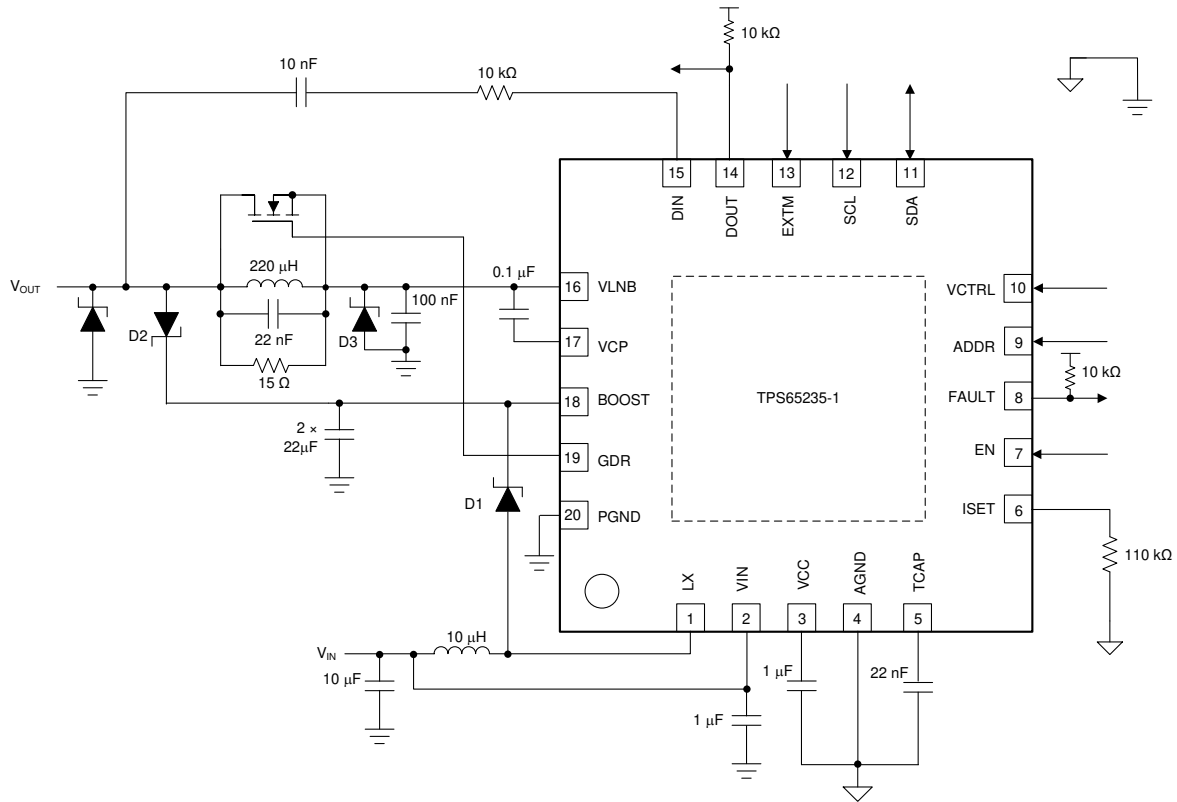 10 kΩ
10 nF
10 kΩ
15
14
13
12
11
DIN
DOUT
EXTM
SCL
SDA
220 μH
0.1 μF
VOUT
16
VLNB
VCTRL
10
100 nF
D2
22 nF
D3
17
VCP
ADDR
9
15 Ω
10 kΩ
18
BOOST
TPS65235-1
FAULT
8
2 ×
22μF
19
GDR
EN
7
D1
20
PGND
ISET
6
110 kΩ
LX
VIN
VCC
AGND
TCAP
1
2
3
4
5
10 μH
VIN
10 μF
1 μF
22 nF
1 μF